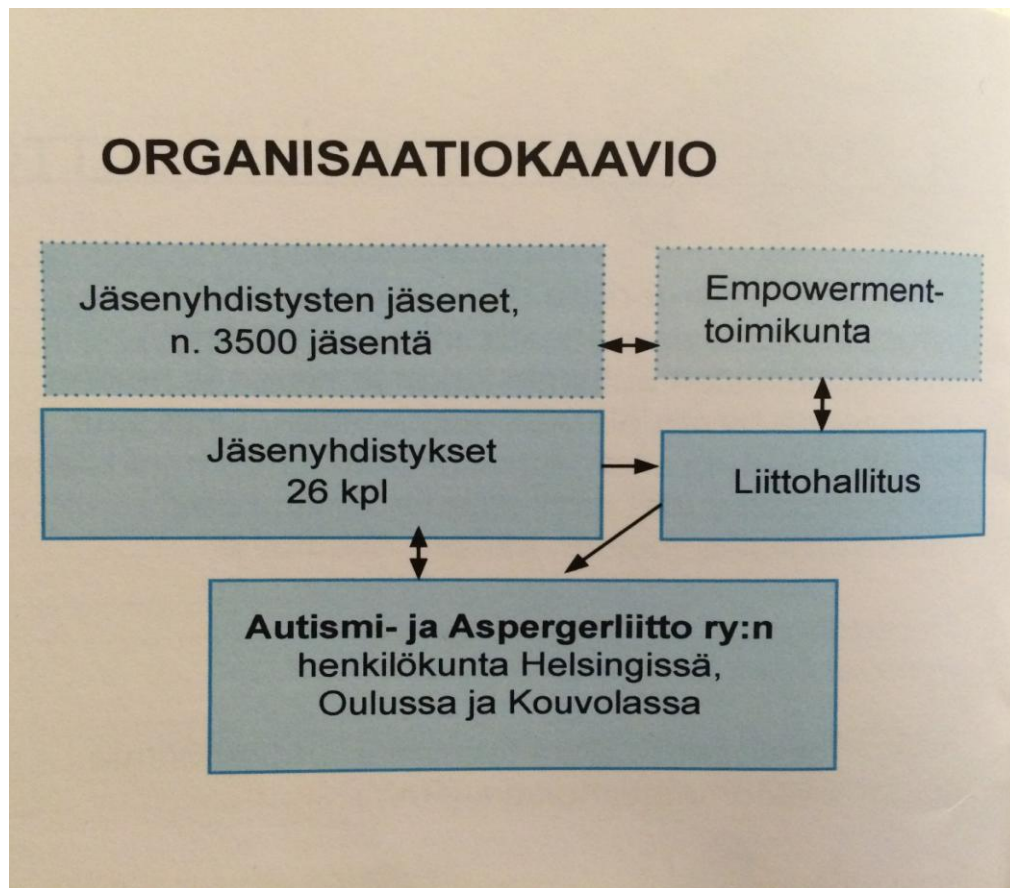 ORGANISAATIOKAAVIO
Jäsenyhdistysten jäsenet,
n. 3500 jäsentä
Empowerment-
toimikunta
Jäsenyhdistykset
26 kpl
Liittohallitus
Autismi- ja Aspergerliitto ry:n
henkilökunta Helsingissä,
Oulussa ja Kouvolassa